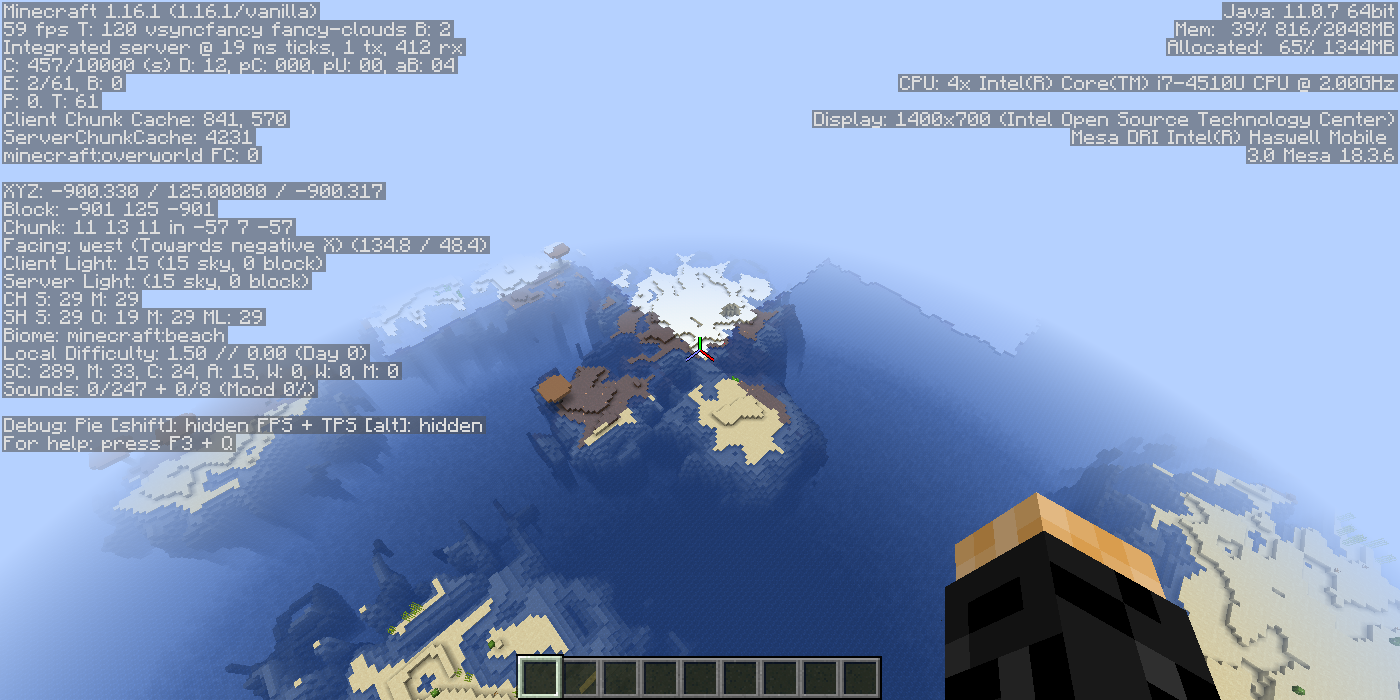 Minecraft 1.16.1 (1.16.1/vanilla)
59 fps T: 120 vsyncfancy fancy-clouds B: 2
Integrated server @ 19 ms ticks, 1 tx, 412 rx
C: 457/10000 (s) D: 12, pC: 000, pU: 00, aB: 04
E: 2/61, B: 0
P: 0. T: 61
Client Chunk Cache: 841, 570
ServerChunkCache: 4231
minecraft:overworld FC: 0
XYZ: -900.330 / 125.00000 / -900.317
Block: -901 125 -901
Chunk: 11 13 11 in -57 7 -57
Facing: west (Towards negative X) (134.8 / 48.4)
Client Light: 15 (15 sky, 0 block)
Server Light: (15 sky, 0 block)
CH S: 29 M: 29
SH S: 29 O: 19 M: 29 ML: 29
Biome: minecraft:beach
Local Difficulty: 1.50 // 0.00 (Day 0)
SC: 289, M: 33, C: 24, A: 15, W: 0, W: 0, M: 0
Sounds: 0/247 + 0/8 (Mood 0%)
Debug: Pie [shift]: hidden FPS + TPS [alt]: hidden
For help: press F3 + Q
Java: 11.0.7 64bit
Mem: 39% 816/2048MB
Allocated: 65% 1344MB
CPU: 4x Intel(R) Core(TM) i7-4510U CPU @ 2.00GHz
Display: 1400x700 (Intel Open Source Technology Center)
Mesa DRI Intel(R) Haswell Mobile
3.0 Mesa 18.3.6